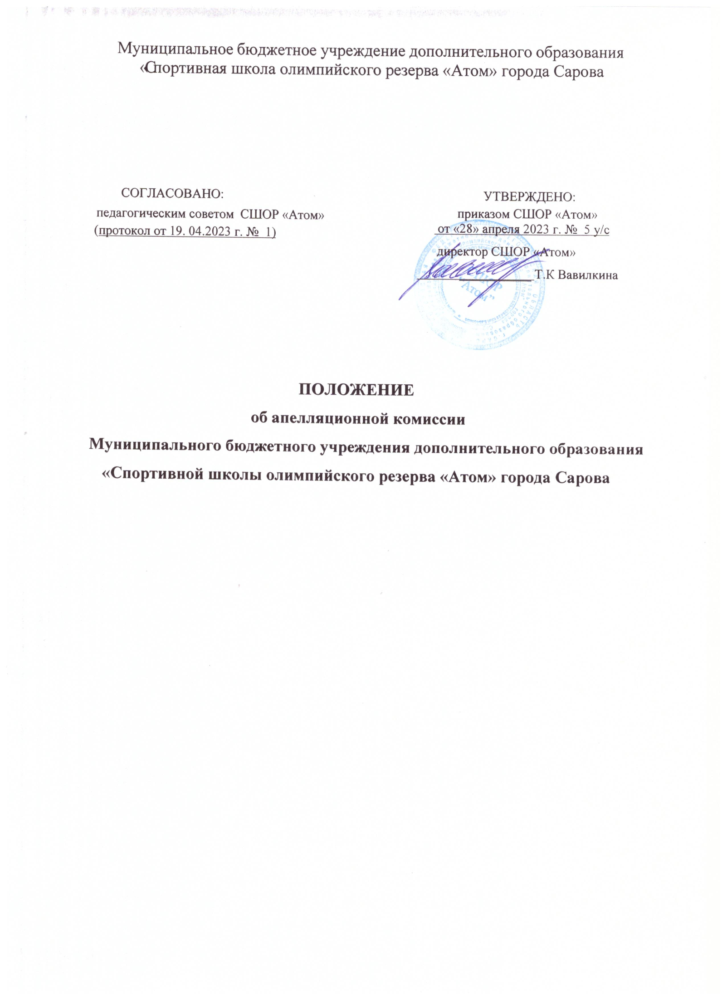 Муниципальное бюджетное учреждение дополнительного образования
«Спортивная школа олимпийского резерва «Атом» города Сарова
СОГЛАСОВАНО:
педагогическим советом СШОР «Атом»
(протокол от 19. 04.2023 г. № 1)
УТВЕРЖДЕНО:
приказом СШОР «Атом»
от «28» апреля 2023 г. № 5 у/с
директор СШОР «Атом»
Т.К Вавилкина
СШОР
"Атом"
ПОЛОЖЕНИЕ
об апелляционной комиссии
Муниципального бюджетного учреждения дополнительного образования
«Спортивной школы олимпийского резерва «Атом» города Сарова